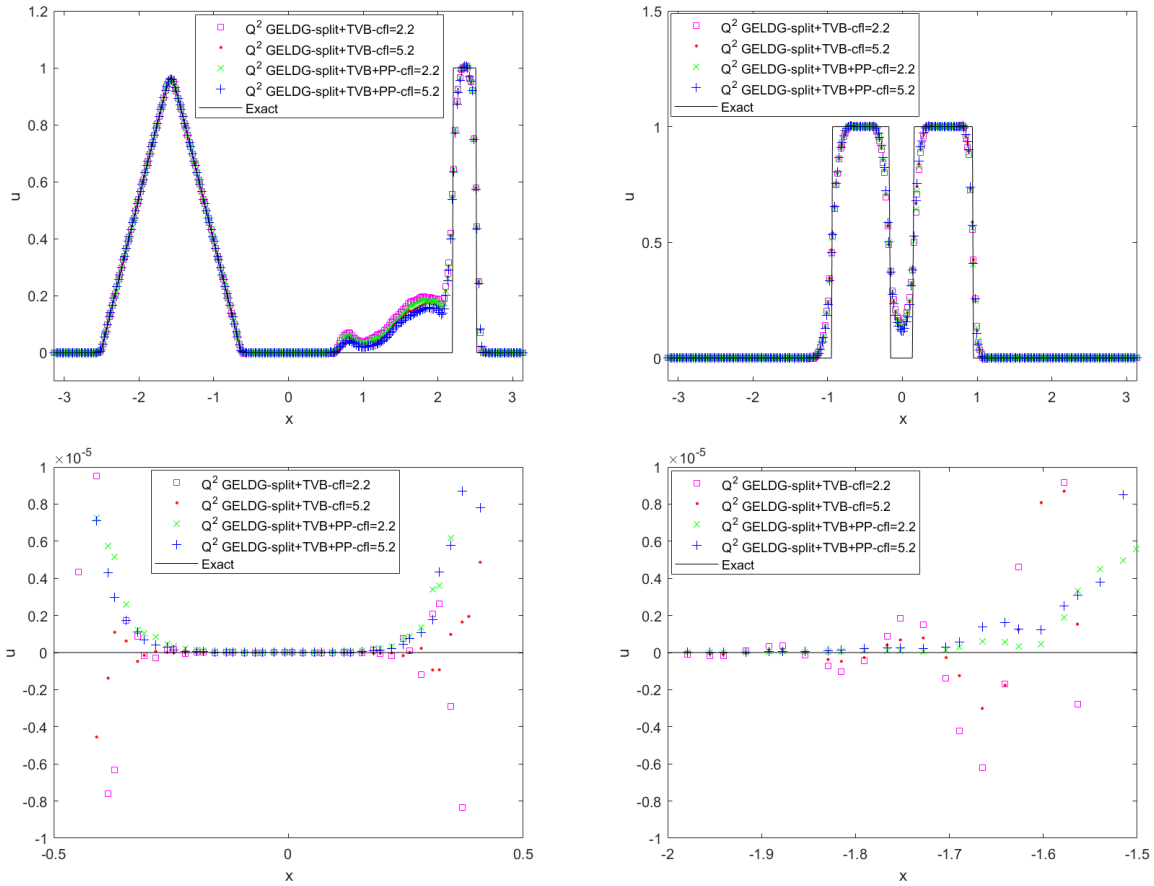 1.2
1
0.8
0.6
0.4
0.2
0
u
-3 -2 -1 0 1 2 3
x
Q² GELDG-split+TVB-cfl=2.2
Q² GELDG-split+TVB-cfl=5.2
Q² GELDG-split+TVB+PP-cfl=2.2
Q² GELDG-split+TVB+PP-cfl=5.2
Exact
1.5
1
0.5
0
u
-3 -2 -1 0 1 2 3
x
Q² GELDG-split+TVB-cfl=2.2
Q² GELDG-split+TVB-cfl=5.2
Q² GELDG-split+TVB+PP-cfl=2.2
Q² GELDG-split+TVB+PP-cfl=5.2
Exact
×10⁻⁵
1
0.8
0.6
0.4
0.2
0
-0.2
-0.4
-0.6
-0.8
-1
u
-0.5 0 0.5
x
Q² GELDG-split+TVB-cfl=2.2
Q² GELDG-split+TVB-cfl=5.2
Q² GELDG-split+TVB+PP-cfl=2.2
Q² GELDG-split+TVB+PP-cfl=5.2
Exact
×10⁻⁵
1
0.8
0.6
0.4
0.2
0
-0.2
-0.4
-0.6
-0.8
-1
u
-2 -1.9 -1.8 -1.7 -1.6 -1.5
x
Q² GELDG-split+TVB-cfl=2.2
Q² GELDG-split+TVB-cfl=5.2
Q² GELDG-split+TVB+PP-cfl=2.2
Q² GELDG-split+TVB+PP-cfl=5.2
Exact